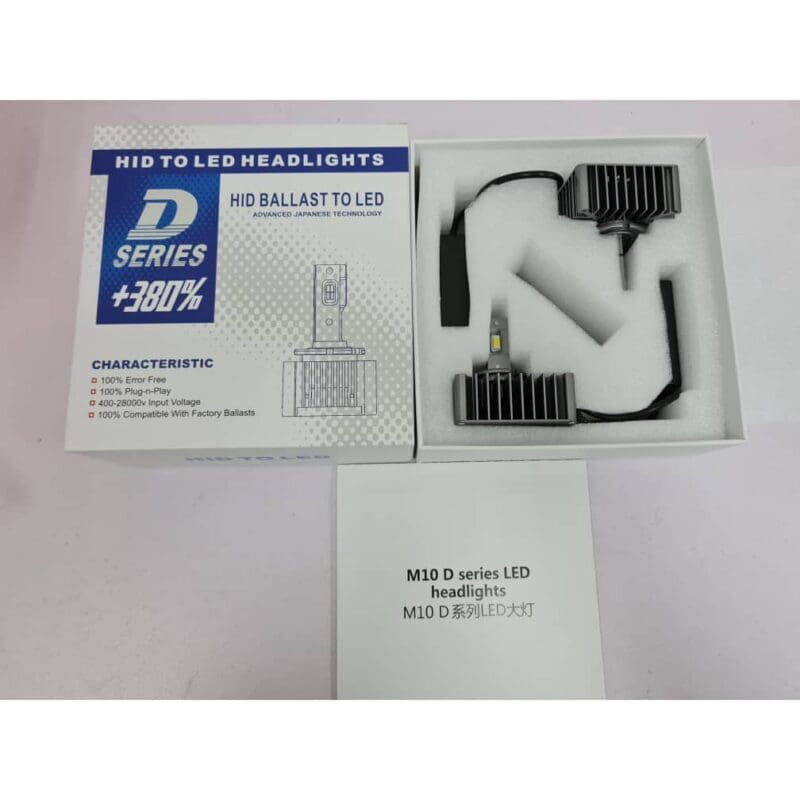 HID TO LED HEADLIGHTS
D
SERIES
+380%
HID BALLAST TO LED
ADVANCED JAPANESE TECHNOLOGY
CHARACTERISTIC
100% Error Free
100% Plug-n-Play
400-28000v Input Voltage
100% Compatible With Factory Ballasts
HID TO LED
M10 D series LED
headlights
M10 D系列LED大灯